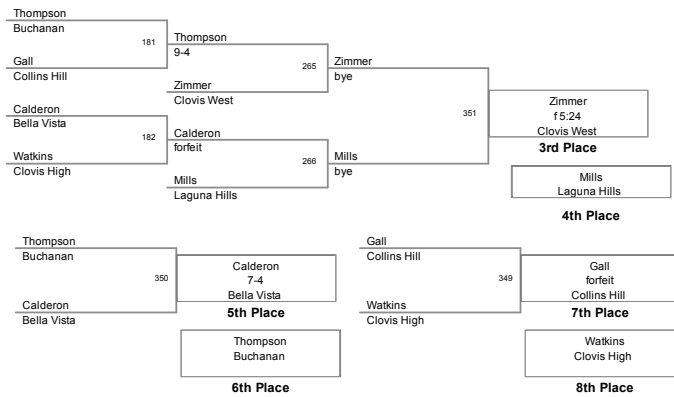 Thompson
Buchanan
181
Gall
Collins Hill
Thompson
9-4
265
Zimmer
Clovis West
Zimmer
bye
Calderon
Bella Vista
182
Watkins
Clovis High
Calderon
forfeit
266
Mills
Laguna Hills
Mills
bye
351
Zimmer
f 5:24
Clovis West
3rd Place
Mills
Laguna Hills
4th Place
Thompson
Buchanan
350
Calderon
Bella Vista
Calderon
7-4
Bella Vista
5th Place
Thompson
Buchanan
6th Place
Gall
Collins Hill
349
Watkins
Clovis High
Gall
forfeit
Collins Hill
7th Place
Watkins
Clovis High
8th Place